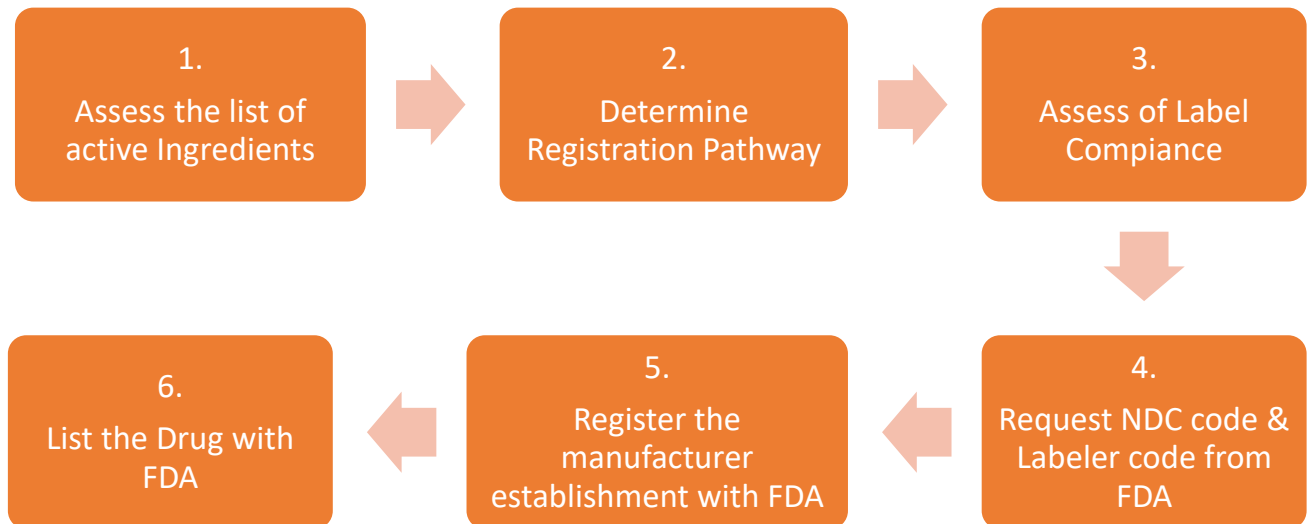 1.
Assess the list of
active Ingredients
2.
Determine
Registration Pathway
3.
Assess of Label
Compiance
4.
Request NDC code &
Labeler code from
FDA
5.
Register the
manufacturer
establishment with FDA
6.
List the Drug with
FDA